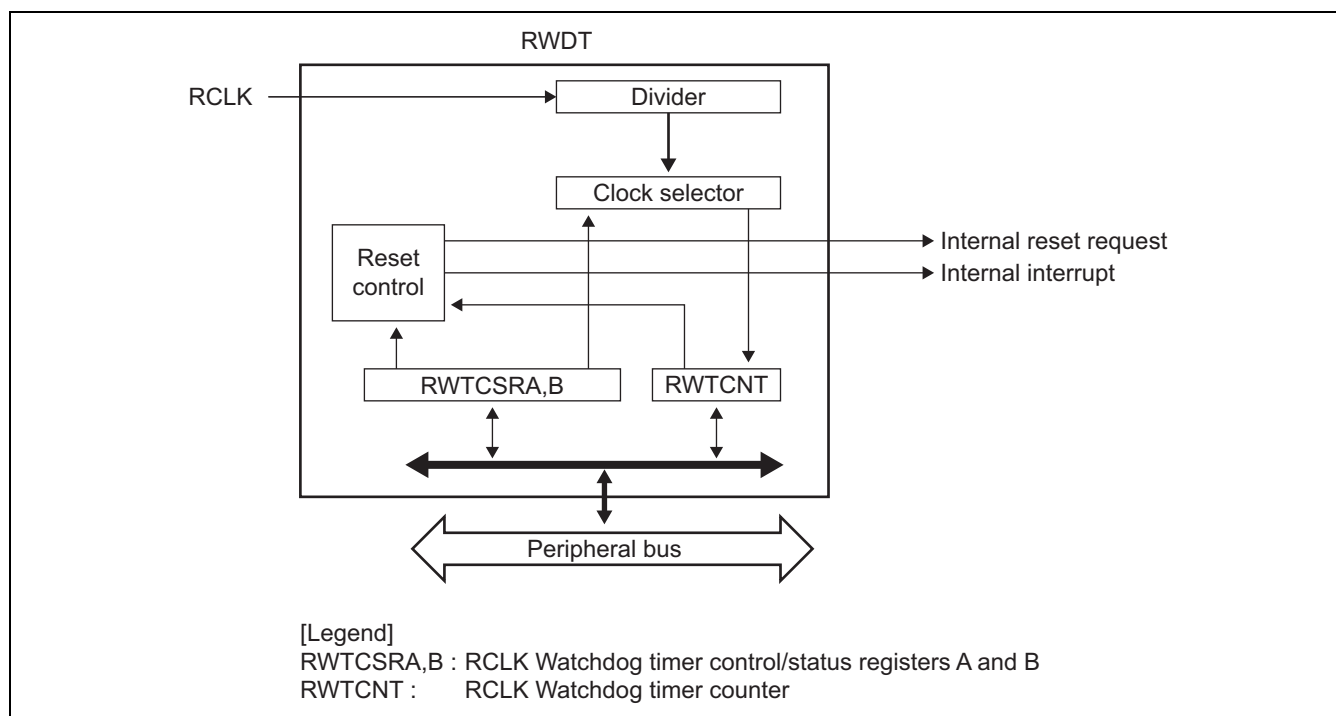 RWDT
RCLK
Divider
Clock selector
Reset
control
Internal reset request
Internal interrupt
RWTCSRA,B
RWTCNT
Peripheral bus
[Legend]
RWTCSRA,B : RCLK Watchdog timer control/status registers A and B
RWTCNT : RCLK Watchdog timer counter